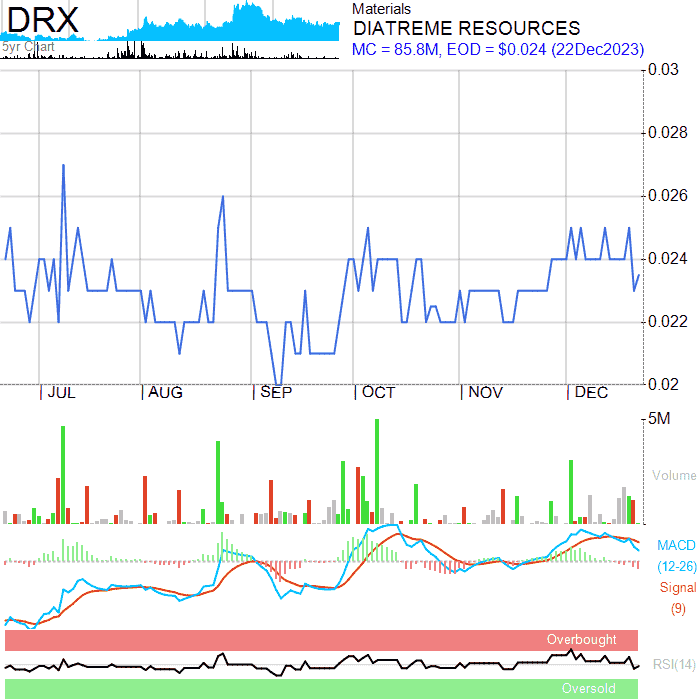 DRX
5yr Chart
Materials
DIATREME RESOURCES
MC = 85.8M, EOD = $0.024 (22Dec2023)
0.03
0.028
0.026
0.024
0.022
0.02
JUL AUG SEP OCT NOV DEC
5M
Volume
MACD
(12-26)
Signal
(9)
Overbought
RSI(14)
Oversold